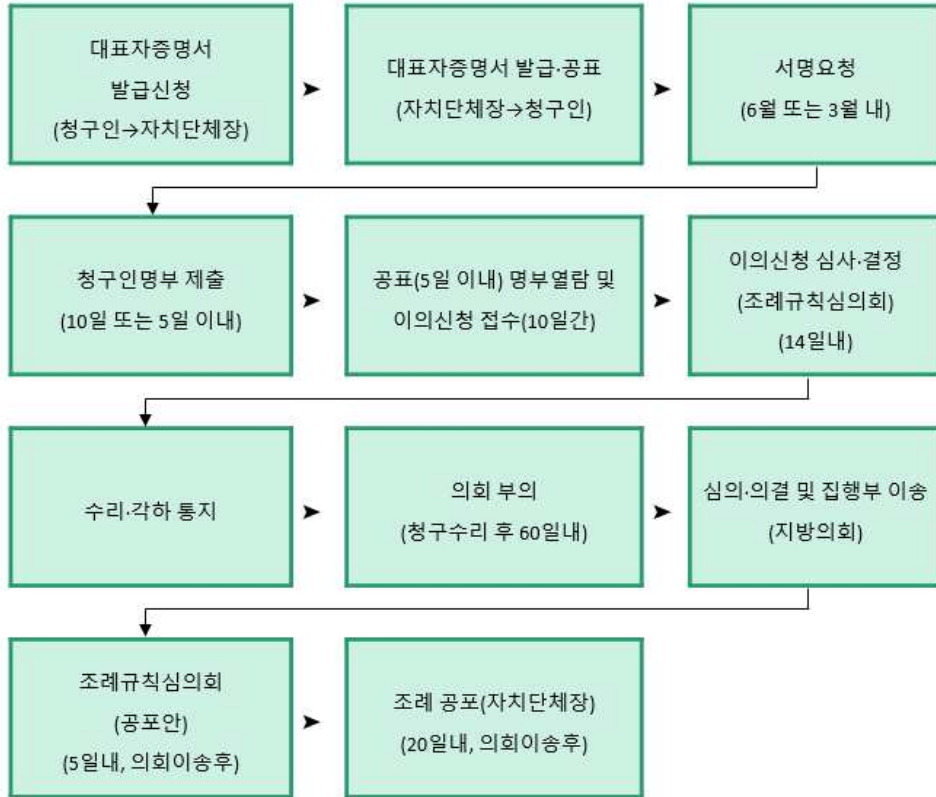 대표자증명서
발급신청
(청구인→자치단체장)
대표자증명서 발급·공표
(자치단체장→청구인)
서명요청
(6월 또는 3월 내)
청구인명부 제출
(10일 또는 5일 이내)
공표(5일 이내) 명부열람 및
이의신청 접수(10일간)
이의신청 심사·결정
(조례규칙심의회)
(14일내)
수리·각하 통지
의회 부의
(청구수리 후 60일내)
심의·의결 및 집행부 이송
(지방의회)
조례규칙심의회
(공포안)
(5일내, 의회이송후)
조례 공포(자치단체장)
(20일내, 의회이송후)